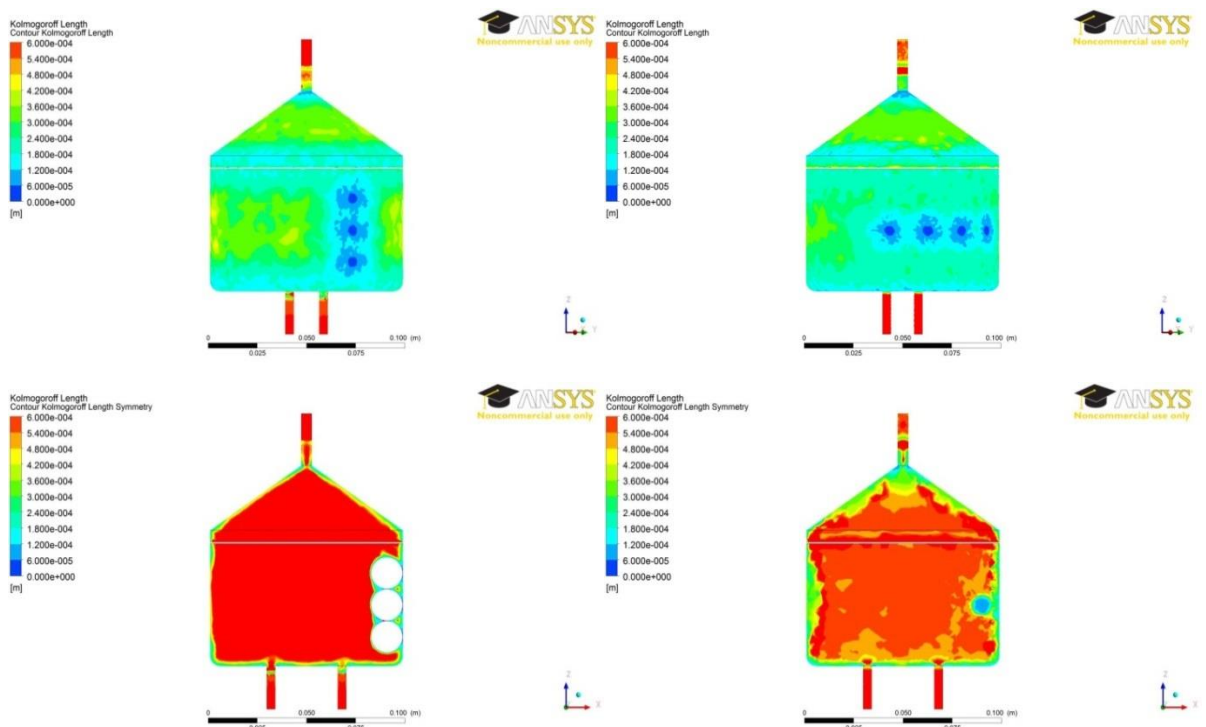 Kolmogoroff Length
Contour Kolmogoroff Length
6.000e-004
5.400e-004
4.800e-004
4.200e-004
3.600e-004
3.000e-004
2.400e-004
1.800e-004
1.200e-004
6.000e-005
0.000e+000
[m]
ANSYS
Noncommercial use only
0 0.050 0.100 (m)
0.025 0.075
Z
Y
Kolmogoroff Length
Contour Kolmogoroff Length
6.000e-004
5.400e-004
4.800e-004
4.200e-004
3.600e-004
3.000e-004
2.400e-004
1.800e-004
1.200e-004
6.000e-005
0.000e+000
[m]
ANSYS
Noncommercial use only
0 0.050 0.100 (m)
0.025 0.075
Z
Kolmogoroff Length
Contour Kolmogoroff Length Symmetry
6.000e-004
5.400e-004
4.800e-004
4.200e-004
3.600e-004
3.000e-004
2.400e-004
1.800e-004
1.200e-004
6.000e-005
0.000e+000
[m]
ANSYS
Noncommercial use only
0 0.050 0.100 (m)
Z
X
Kolmogoroff Length
Contour Kolmogoroff Length Symmetry
6.000e-004
5.400e-004
4.800e-004
4.200e-004
3.600e-004
3.000e-004
2.400e-004
1.800e-004
1.200e-004
6.000e-005
0.000e+000
[m]
ANSYS
Noncommercial use only
0 0.050 0.100 (m)
Z
X